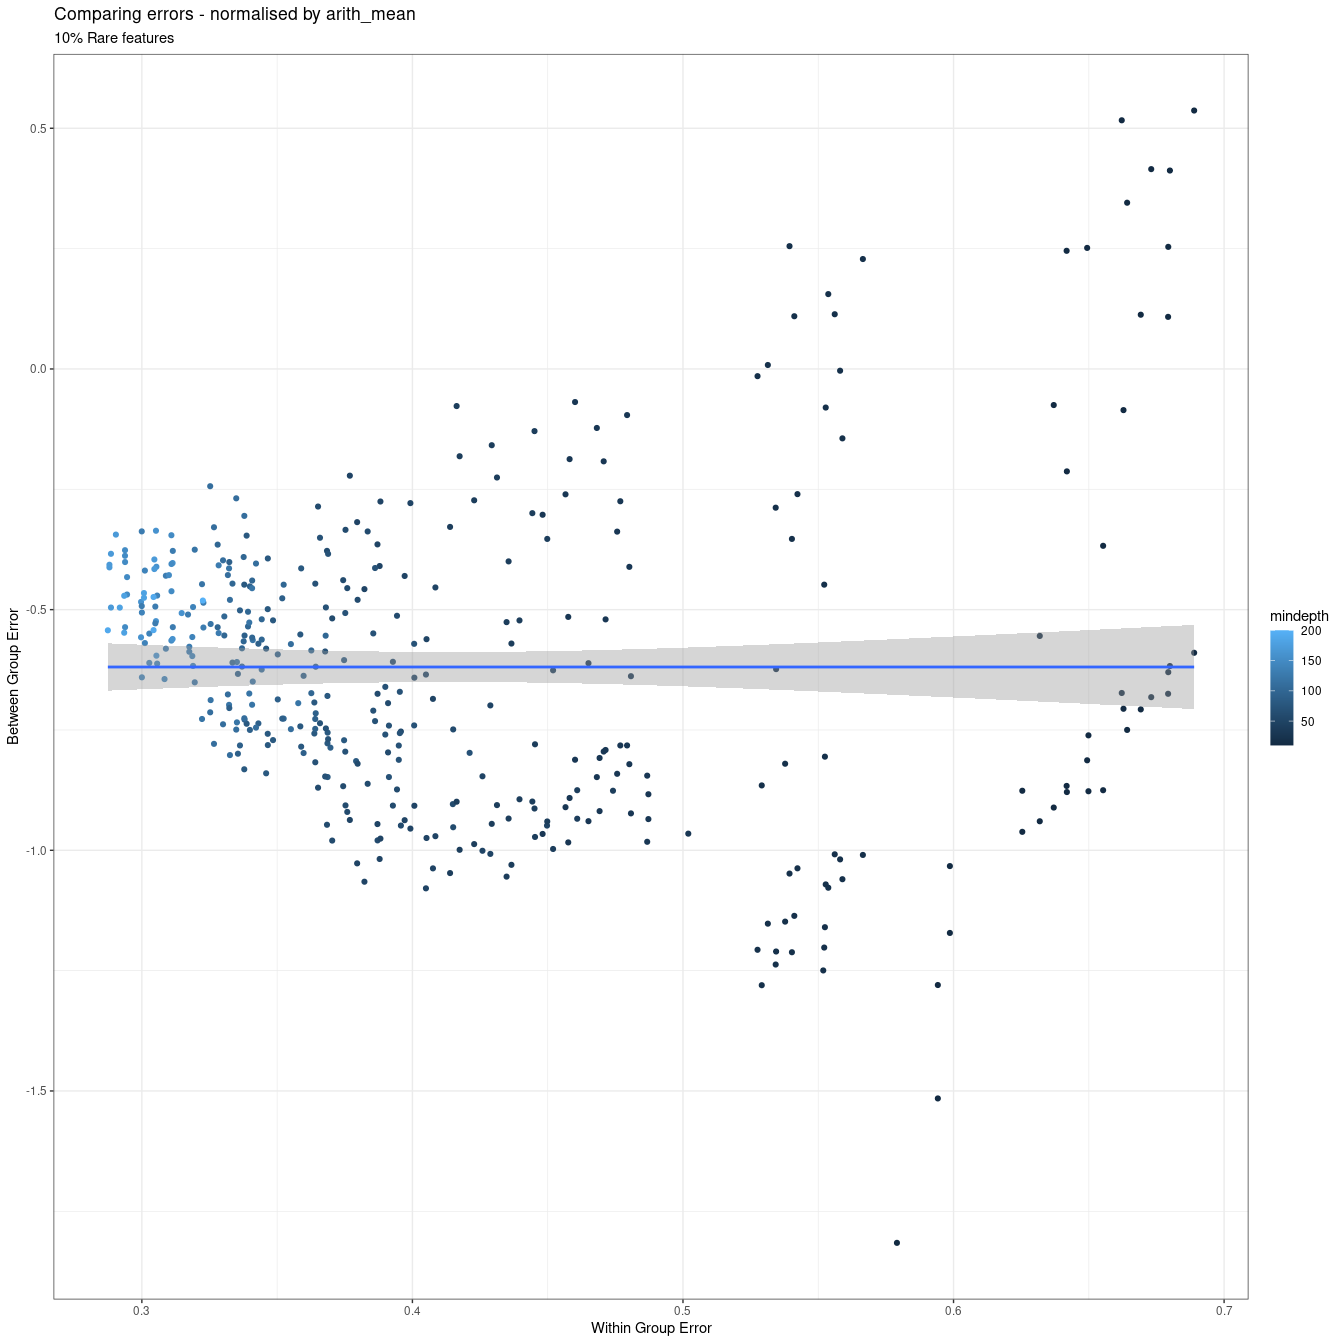 Comparing errors - normalised by arith_mean
10% Rare features
0.5
0.0
-0.5
-1.0
-1.5
Between Group Error
0.3
0.4
0.5
0.6
0.7
Within Group Error
mindepth
200
150
100
50